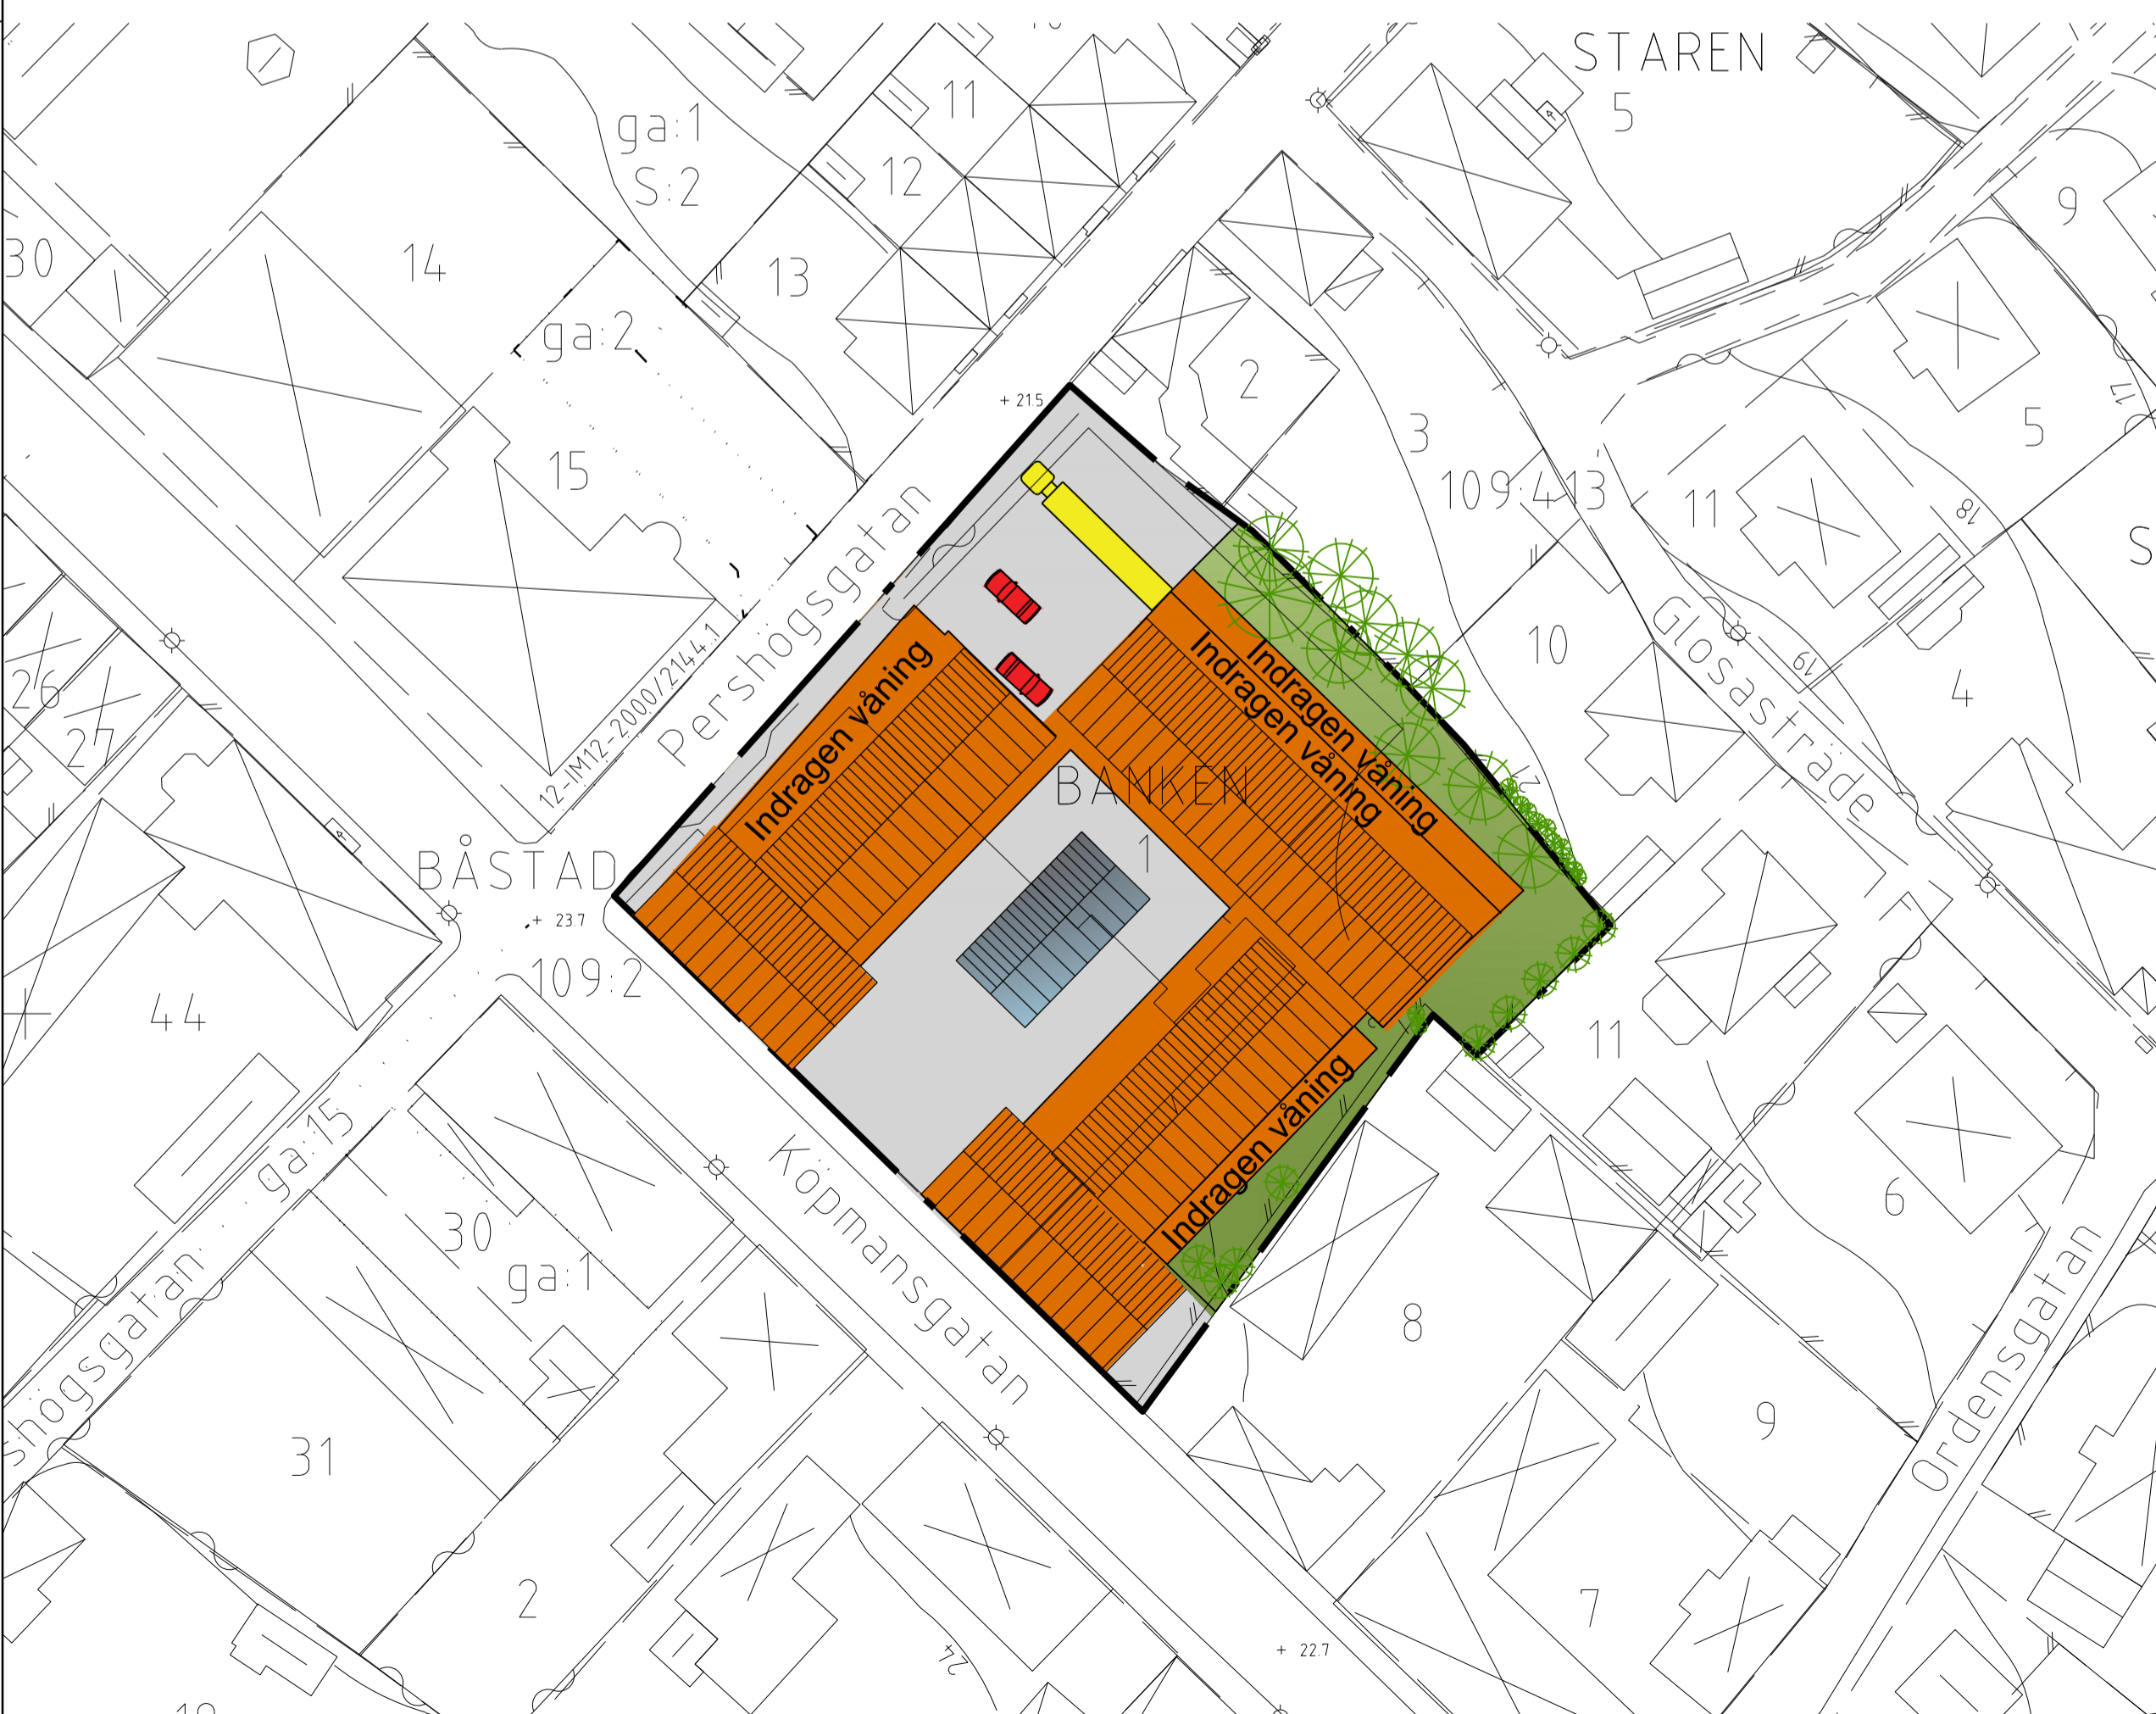 STAREN
5
11
ga:1
12
S:2
9
14
30
13
ga:2
2
+ 21.5
3
5
17
15
109:413
11
18
Pershögsgatan
Glosasträde
10
19
4
26
27
12-IM12-2000/2144.1
Indragen våning
Indragen våning
Indragen våning
BANKEN
1
BÅSTAD
+ 23.7
109:2
44
11
ga:15
Köpmansgatan
Indragen våning
30
6
ga:1
8
shögsgatan
Ordensgatan
31
9
2
7
24
+ 22.7